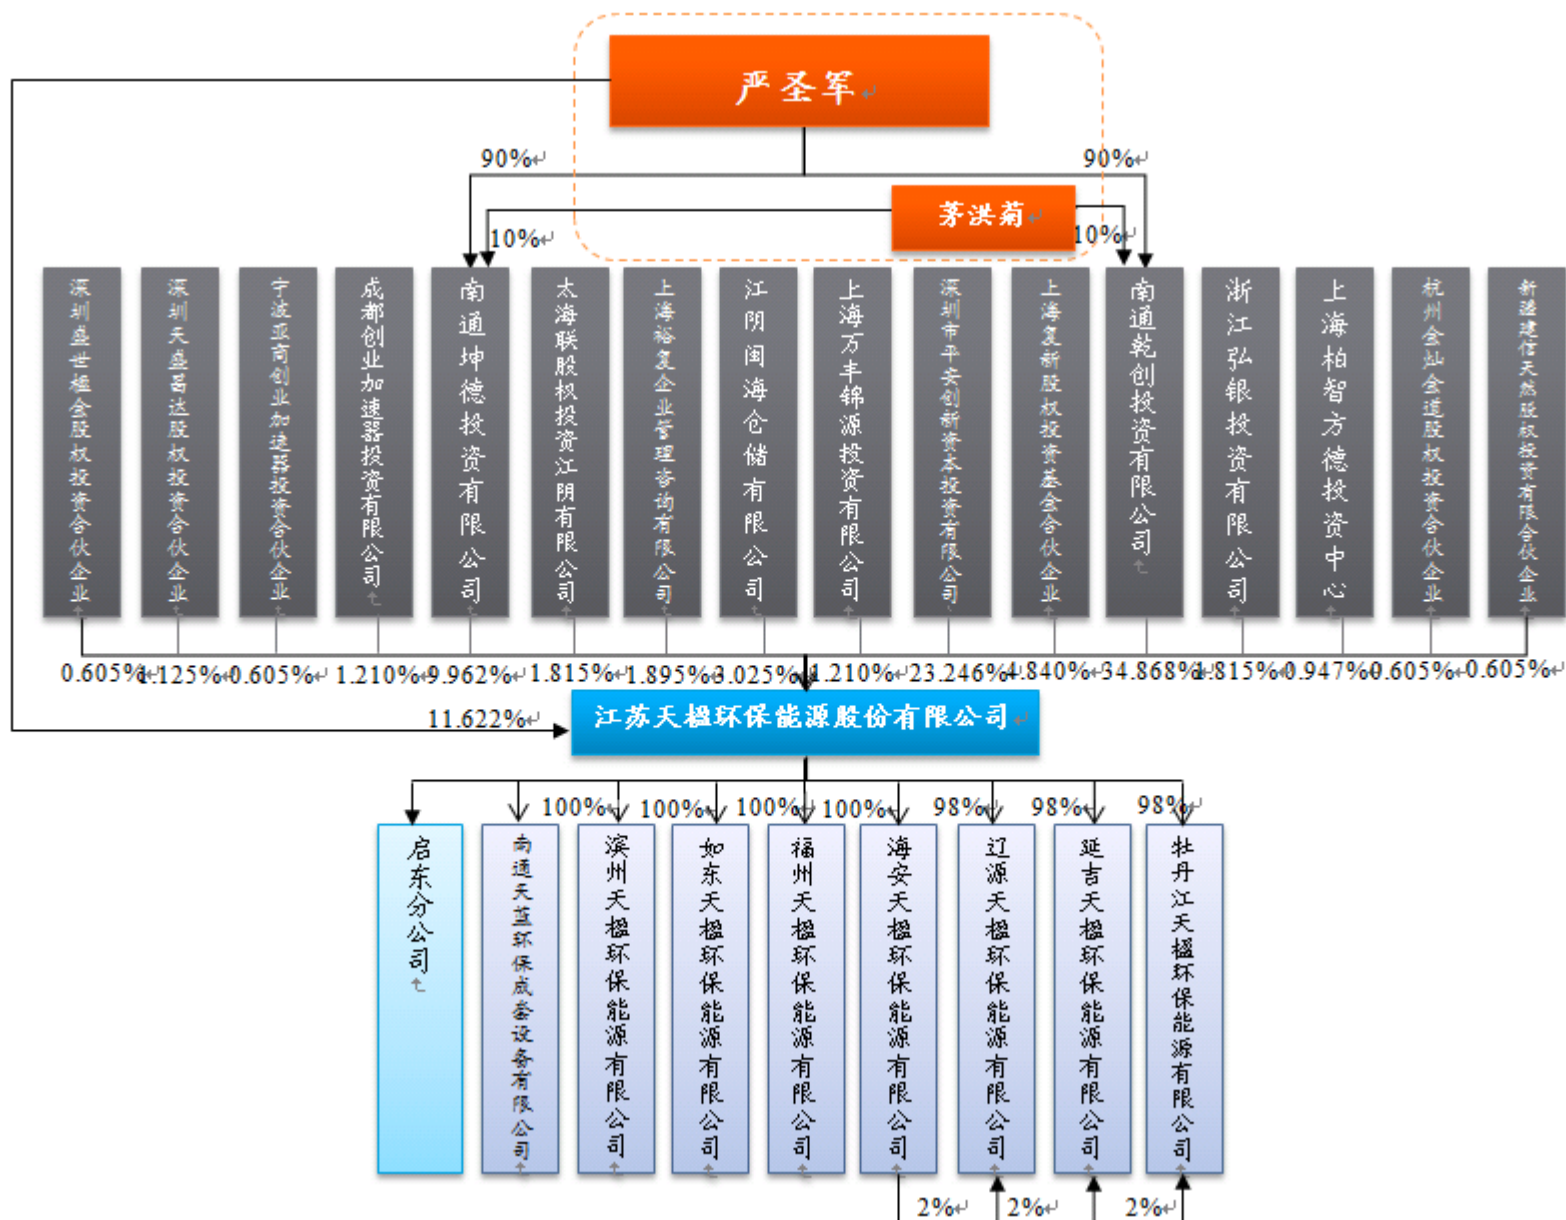 严圣军
90%
90%
茅洪菊
10%
10%
深圳盛世楹金股权投资合伙企业
深圳天盛昌达股权投资合伙企业
宁波亚商创业加速器投资合伙企业
成都创业加速器投资有限公司
南通坤德投资有限公司
太海联股权投资江阴有限公司
上海裕复企业管理咨询有限公司
江阴闽海仓储有限公司
上海万丰锦源投资有限公司
深圳市平安创新资本投资有限公司
上海复新股权投资基金合伙企业
南通乾创投资有限公司
浙江弘银投资有限公司
上海柏智方德投资中心
杭州金灿金道股权投资合伙企业
新疆建信天然股权投资有限合伙企业
0.605%
1.125%
0.605%
1.210%
9.962%
1.815%
1.895%
3.025%
1.210%
23.246%
4.840%
34.868%
1.815%
0.947%
0.605%
0.605%
11.622%
江苏天楹环保能源股份有限公司
100%
100%
100%
100%
98%
98%
98%
启东分公司
南通天蓝环保成套设备有限公司
滨州天楹环保能源有限公司
如东天楹环保能源有限公司
福州天楹环保能源有限公司
海安天楹环保能源有限公司
辽源天楹环保能源有限公司
延吉天楹环保能源有限公司
牡丹江天楹环保能源有限公司
2%
2%
2%